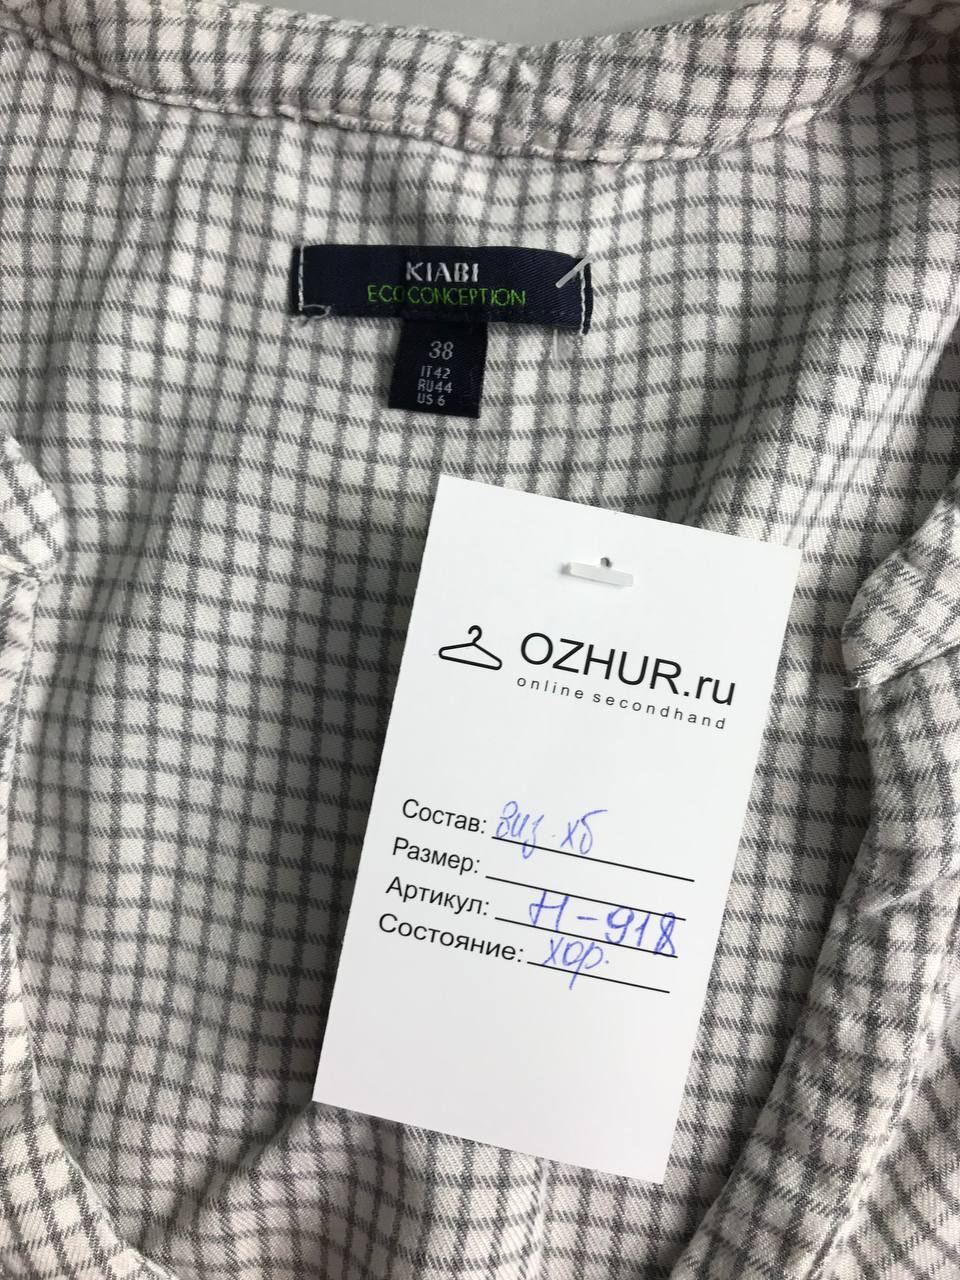 KIABI
ECO CONCEPTION
38
IT42
RU44
US 6
OZHUR.ru
online secondhand
Состав: виз. хб
Размер:
Артикул: Н-918
Состояние: хор.